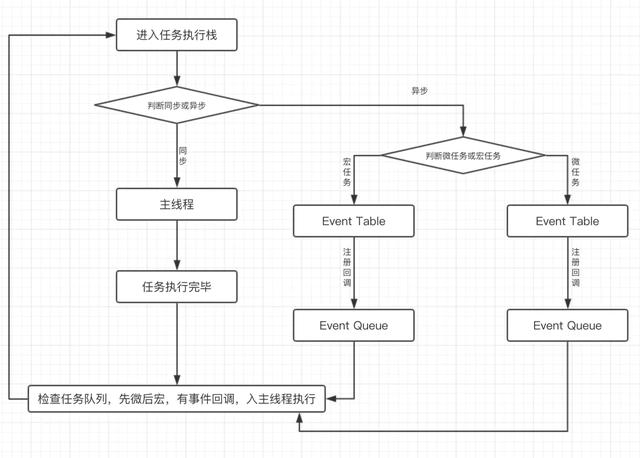 进入任务执行栈
判断同步或异步
异步
同步
判断微任务或宏任务
宏任务
微任务
主线程
Event Table
Event Table
注册回调
注册回调
任务执行完毕
Event Queue
Event Queue
检查任务队列，先微后宏，有事件回调，入主线程执行